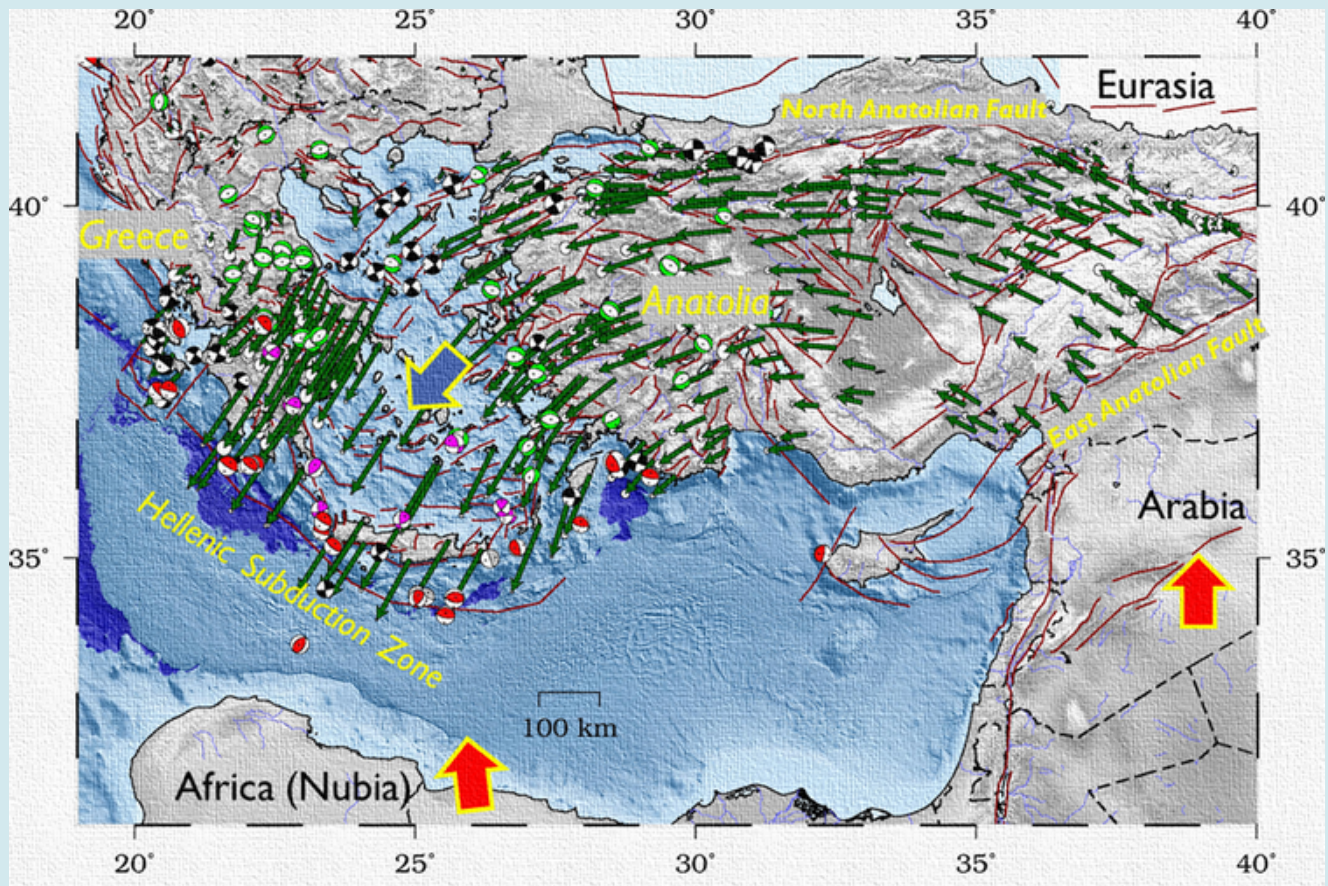 20° 25° 30° 35° 40°
Eurasia
North Anatolian Fault
40° 40°
Greece
Anatolia
East Anatolian Fault
Arabia
Hellenic Subduction Zone
35° 35°
100 km
Africa (Nubia)
20° 25° 30° 35° 40°